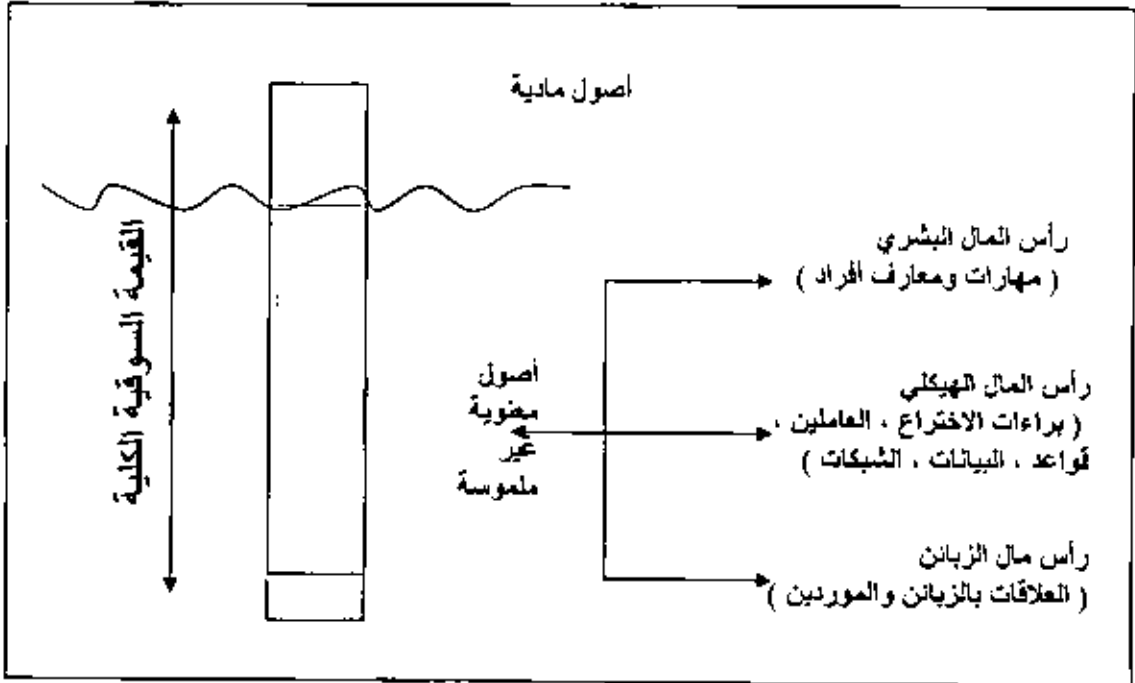 أصول مادية
القيمة السوقية الكلية
رأس المال البشري
( مهارات ومعارف أفراد )
أصول
معنوية
غير
ملموسة
رأس المال الهيكلي
( براءات الاختراع ، العاملين ،
قواعد ، البيانات ، الشبكات )
رأس مال الزبائن
( العلاقات بالزبائن والموردين )